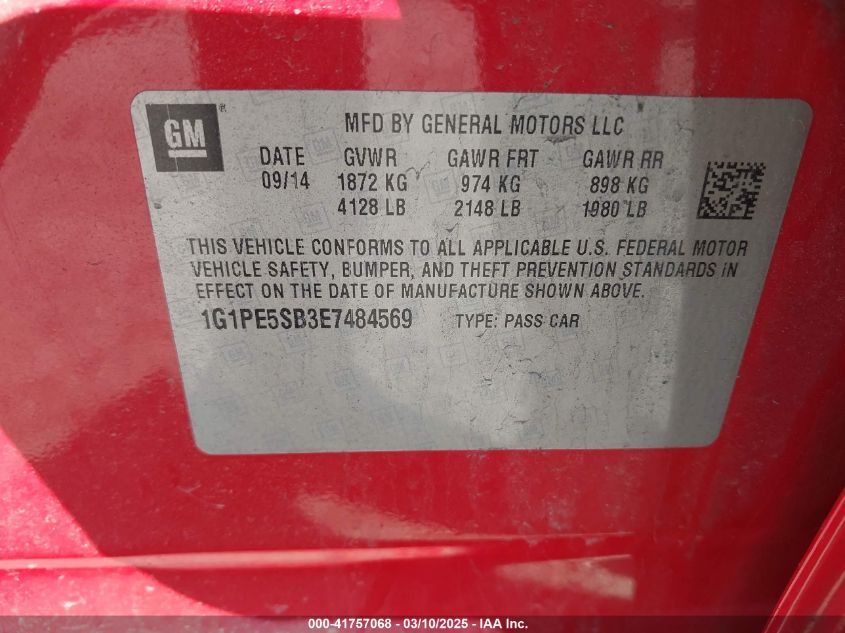 GM
MFD BY GENERAL MOTORS LLC
DATE GVWR GAWR FRT GAWR RR
09/14 1872 KG 974 KG 898 KG
4128 LB 2148 LB 1980 LB
THIS VEHICLE CONFORMS TO ALL APPLICABLE U.S. FEDERAL MOTOR
VEHICLE SAFETY, BUMPER, AND THEFT PREVENTION STANDARDS IN
EFFECT ON THE DATE OF MANUFACTURE SHOWN ABOVE.
1G1PE5SB3E7484569 TYPE: PASS CAR
000-41757068 - 03/10/2025 - IAA Inc.